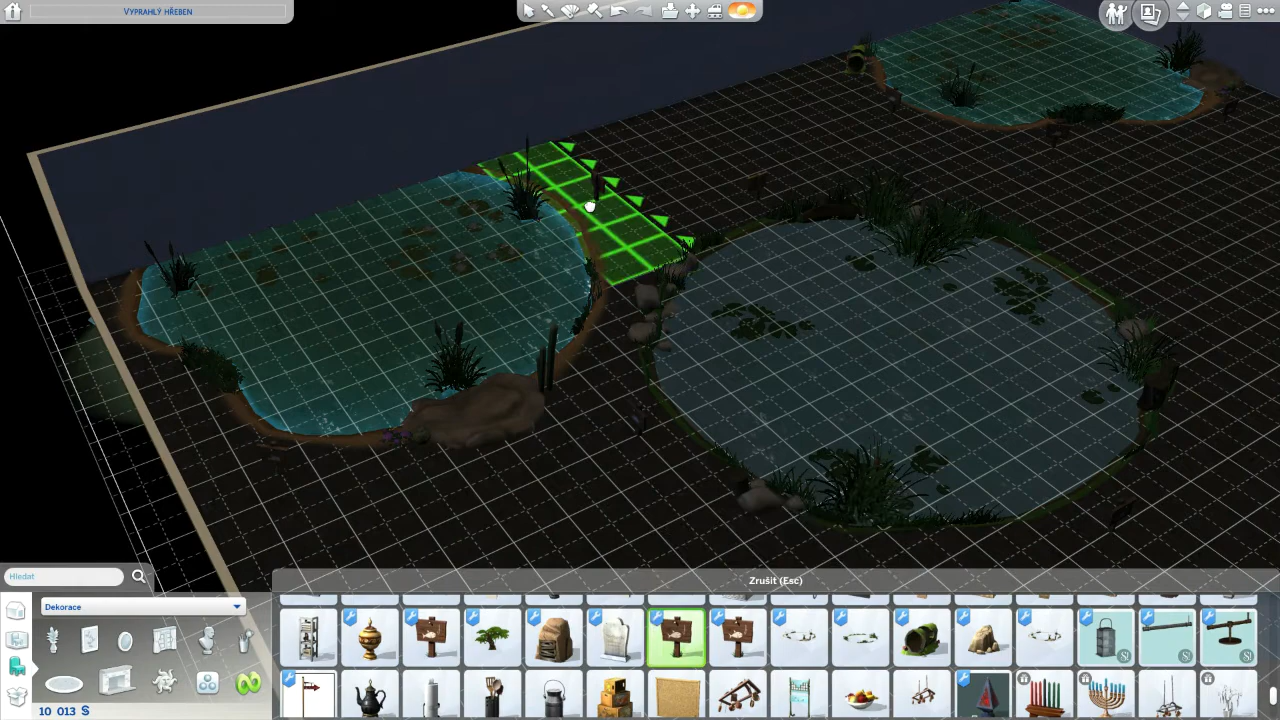 VYPRAHLÝ HŘEBEN
Hledat
Zrušit (Esc)
Dekorace
10 013 $